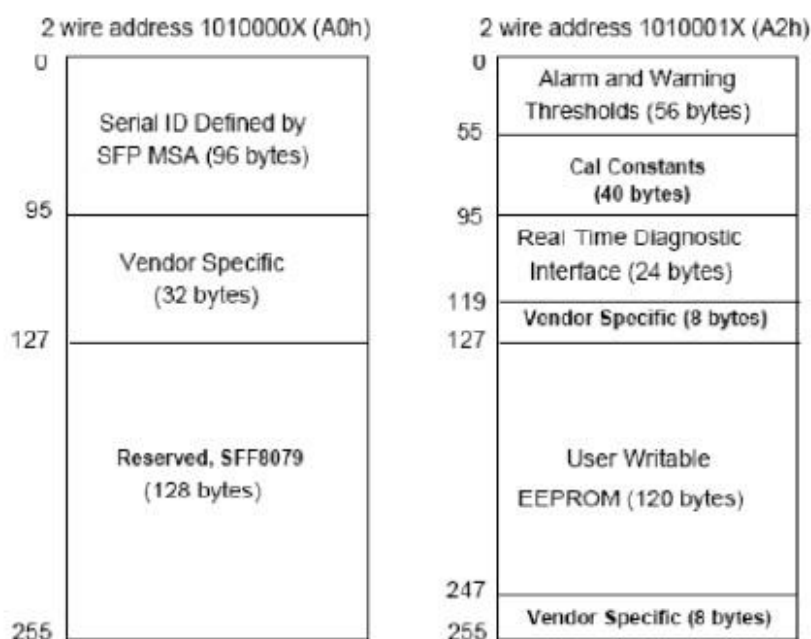 2 wire address 1010000X (A0h)
0
Serial ID Defined by
SFP MSA (96 bytes)
95
Vendor Specific
(32 bytes)
127
Reserved, SFF8079
(128 bytes)
255
2 wire address 1010001X (A2h)
0
Alarm and Warning
Thresholds (56 bytes)
55
Cal Constants
(40 bytes)
95
Real Time Diagnostic
Interface (24 bytes)
119
Vendor Specific (8 bytes)
127
User Writable
EEPROM (120 bytes)
247
Vendor Specific (8 bytes)
255